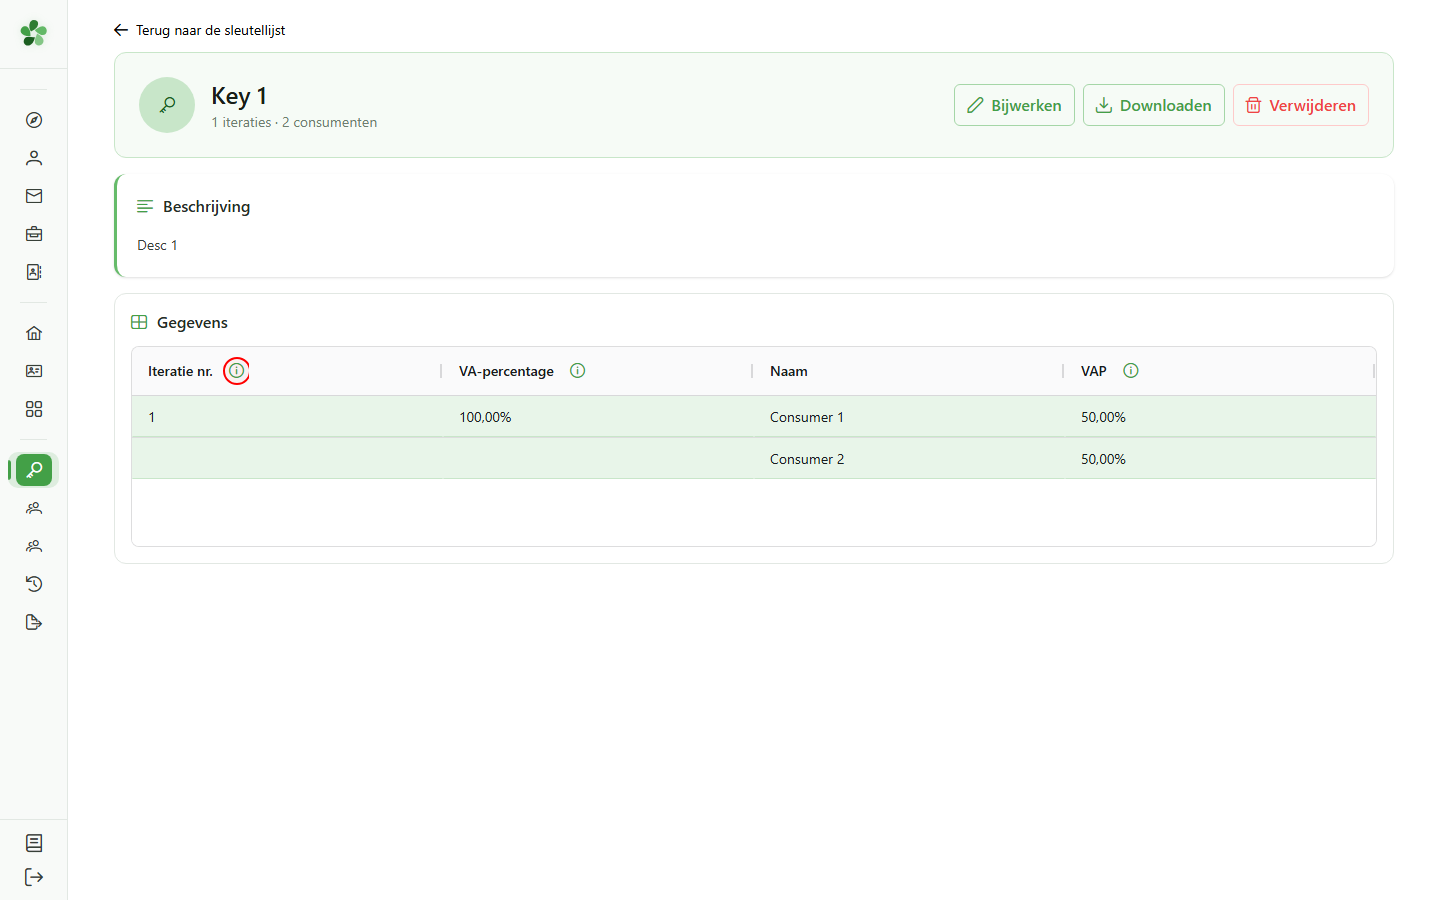 Terug naar de sleutellijst
Key 1
1 iteraties · 2 consumenten
Bijwerken
Downloaden
Verwijderen
Beschrijving
Desc 1
Gegevens
Iteratie nr.
VA-percentage
Naam
VAP
1
100,00%
Consumer 1
50,00%
Consumer 2
50,00%